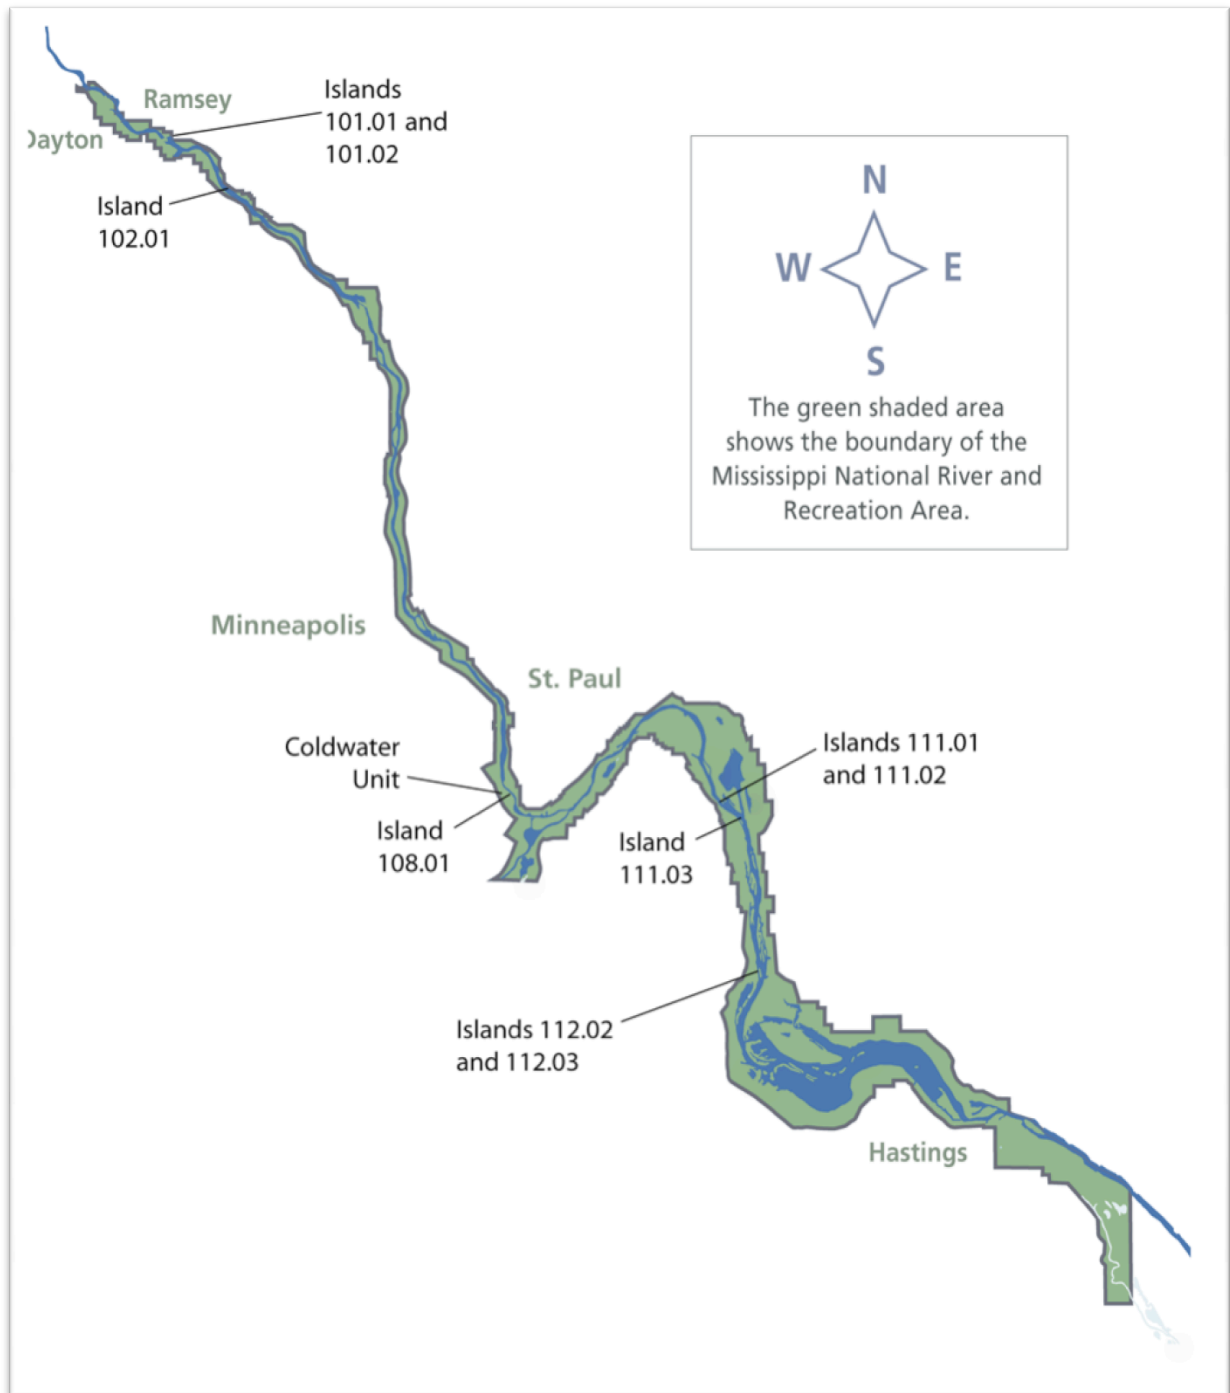 Ramsey
Islands
101.01 and
101.02
Dayton
Island
102.01
N
W
E
S
The green shaded area
shows the boundary of the
Mississippi National River and
Recreation Area.
Minneapolis
St. Paul
Coldwater
Unit
Islands 111.01
and 111.02
Island
108.01
Island
111.03
Islands 112.02
and 112.03
Hastings